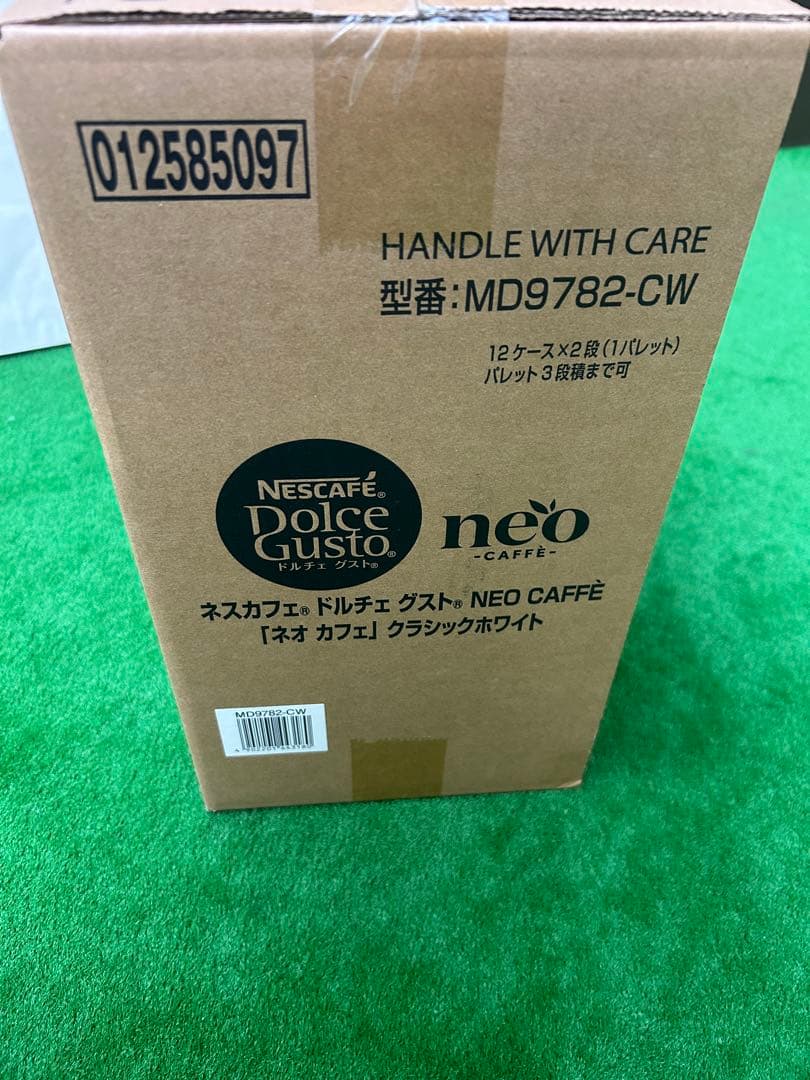 012585097
HANDLE WITH CARE
型番:MD9782-CW
12ケース×2段(1パレット)
パレット3段積まで可
NESCAFÉ®
Dolce
Gusto®
ドルチェ グスト®
neo
-CAFFÈ-
ネスカフェ® ドルチェ グスト® NEO CAFFÈ
「ネオ カフェ」クラシックホワイト
MD9782-CW